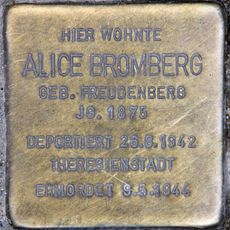 HIER WOHNTE
ALICE BROMBERG
GEB. FREUDENBERG
JG. 1875
DEPORTIERT 26.6.1942
THERESIENSTADT
ERMORDET 9.5.1944